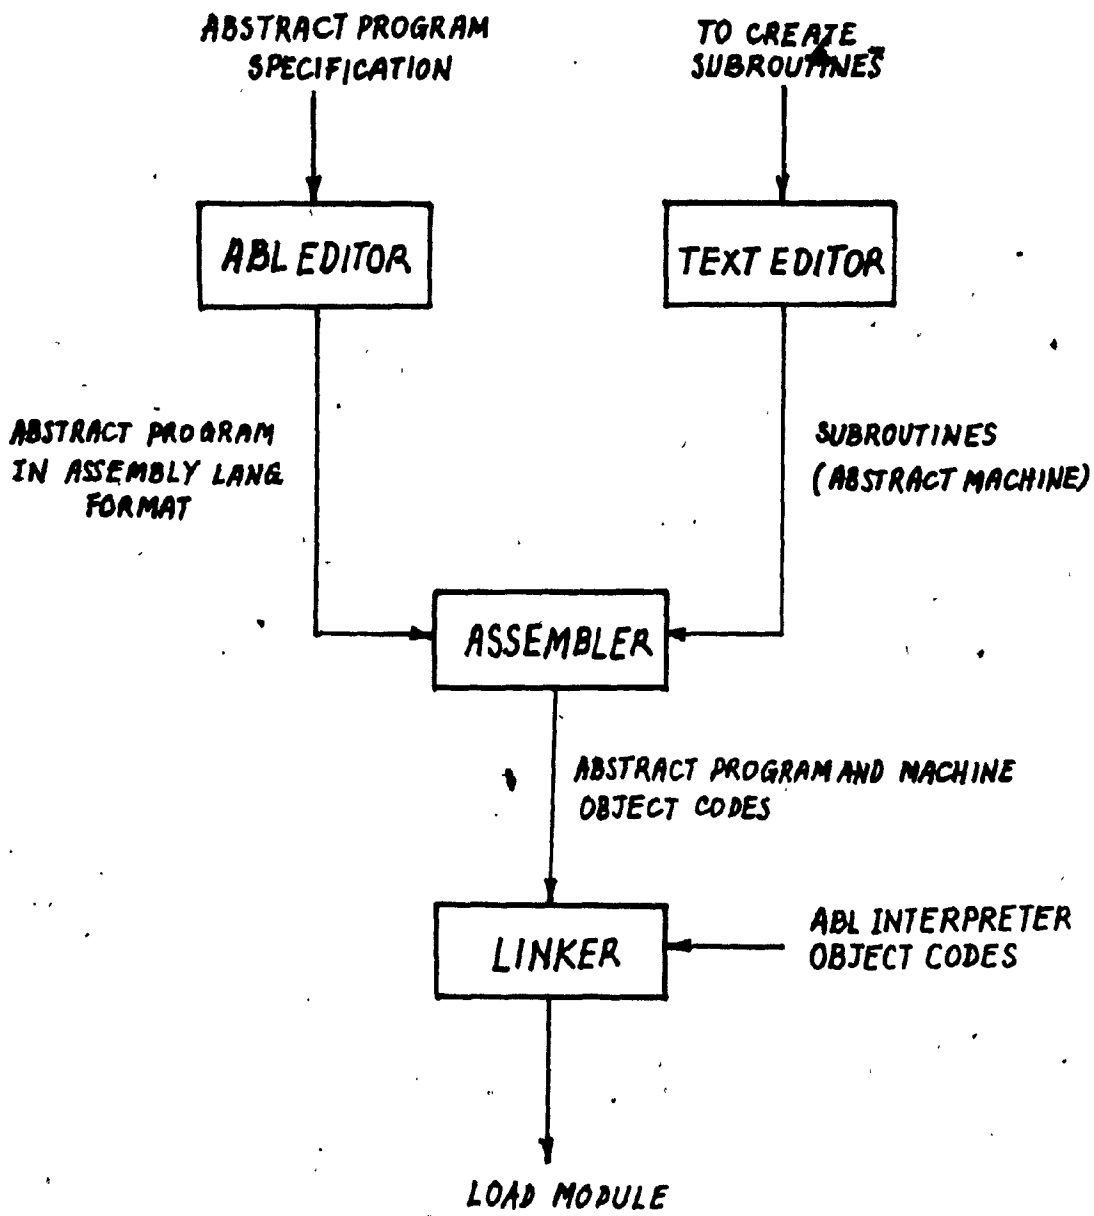 ABSTRACT PROGRAM
SPECIFICATION
TO CREATE
SUBROUTINES
ABL EDITOR
TEXT EDITOR
ABSTRACT PROGRAM
IN ASSEMBLY LANG
FORMAT
SUBROUTINES
(ABSTRACT MACHINE)
ASSEMBLER
ABSTRACT PROGRAM AND MACHINE
OBJECT CODES
LINKER
ABL INTERPRETER
OBJECT CODES
LOAD MODULE